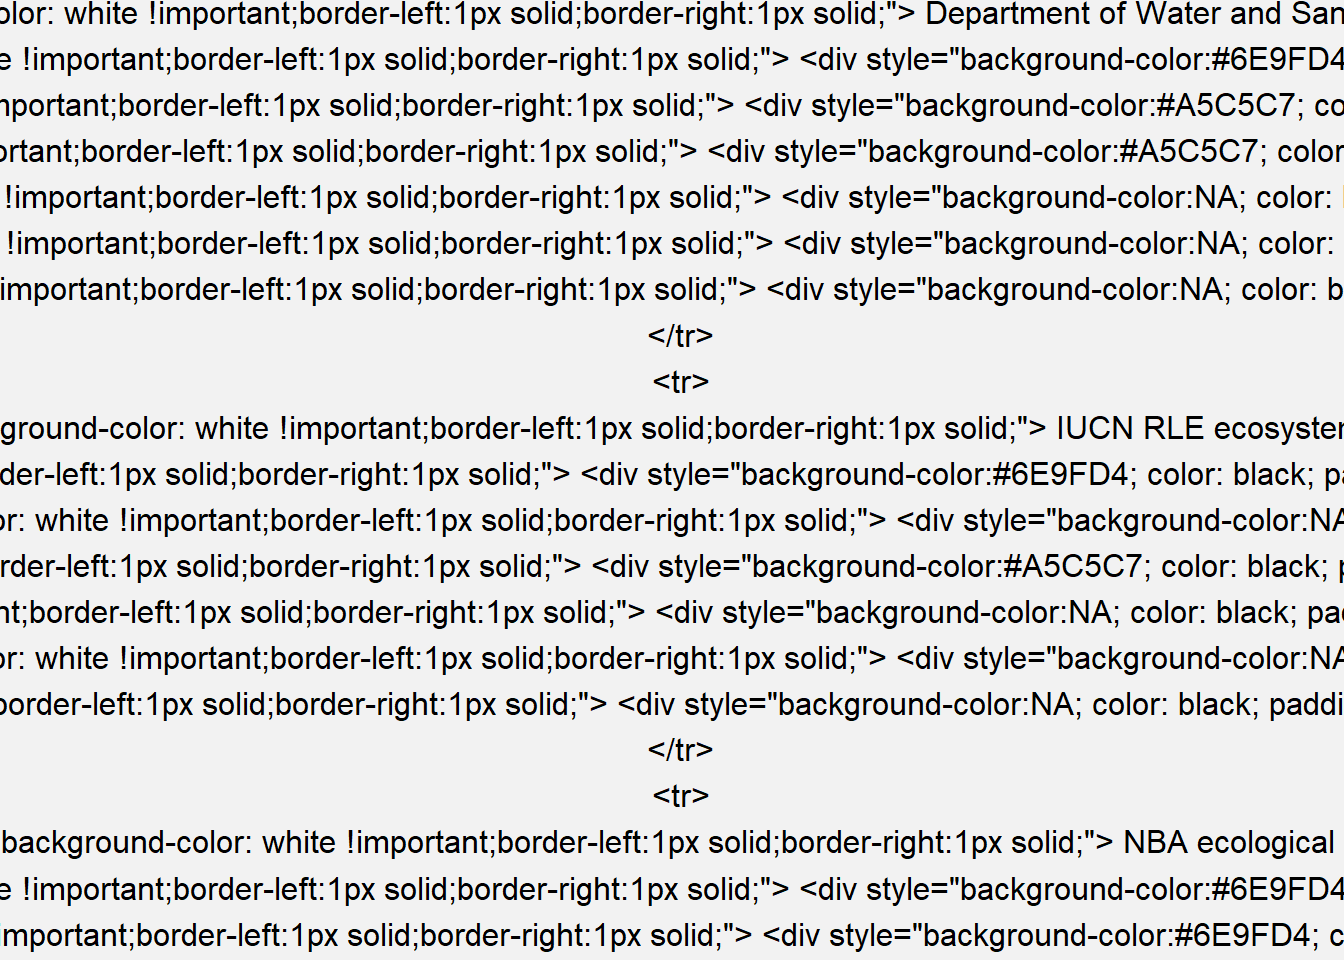 olor: white !important;border-left:1px solid;border-right:1px solid;"> Department of Water and San
e !important;border-left:1px solid;border-right:1px solid;"> <div style="background-color:#6E9FD4
mportant;border-left:1px solid;border-right:1px solid;"> <div style="background-color:#A5C5C7; co
ortant;border-left:1px solid;border-right:1px solid;"> <div style="background-color:#A5C5C7; color
!important;border-left:1px solid;border-right:1px solid;"> <div style="background-color:NA; color:
!important;border-left:1px solid;border-right:1px solid;"> <div style="background-color:NA; color:
important;border-left:1px solid;border-right:1px solid;"> <div style="background-color:NA; color: b
</tr>
<tr>
ground-color: white !important;border-left:1px solid;border-right:1px solid;"> IUCN RLE ecosyster
der-left:1px solid;border-right:1px solid;"> <div style="background-color:#6E9FD4; color: black; pa
or: white !important;border-left:1px solid;border-right:1px solid;"> <div style="background-color:NA
rder-left:1px solid;border-right:1px solid;"> <div style="background-color:#A5C5C7; color: black; p
nt;border-left:1px solid;border-right:1px solid;"> <div style="background-color:NA; color: black; pad
or: white !important;border-left:1px solid;border-right:1px solid;"> <div style="background-color:NA
border-left:1px solid;border-right:1px solid;"> <div style="background-color:NA; color: black; paddi
</tr>
<tr>
background-color: white !important;border-left:1px solid;border-right:1px solid;"> NBA ecological
e !important;border-left:1px solid;border-right:1px solid;"> <div style="background-color:#6E9FD4
important;border-left:1px solid;border-right:1px solid;"> <div style="background-color:#6E9FD4; c